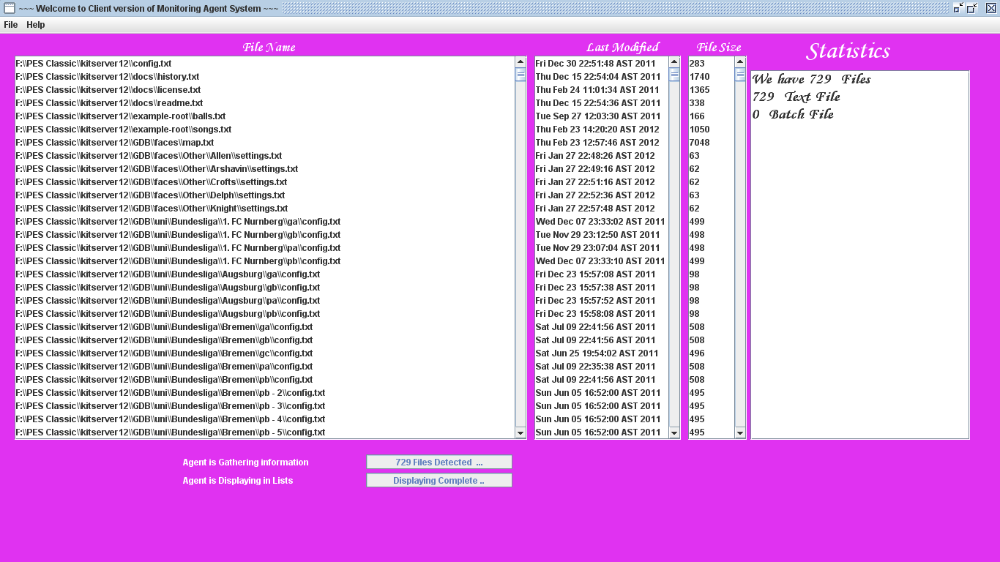 ~~~ Welcome to Client version of Monitoring Agent System ~~~
File Help
File Name Last Modified File Size Statistics
F:\\PES Classic\\kitserver12\\config.txt Fri Dec 30 22:51:48 AST 2011 283
F:\\PES Classic\\kitserver12\\docs\\history.txt Thu Dec 15 22:54:04 AST 2011 1740
F:\\PES Classic\\kitserver12\\docs\\license.txt Thu Feb 24 11:01:34 AST 2011 1365
F:\\PES Classic\\kitserver12\\docs\\readme.txt Thu Dec 15 22:54:36 AST 2011 338
F:\\PES Classic\\kitserver12\\example-root\\balls.txt Tue Sep 27 12:03:30 AST 2011 166
F:\\PES Classic\\kitserver12\\example-root\\songs.txt Thu Feb 23 14:20:20 AST 2012 1050
F:\\PES Classic\\kitserver12\\GDB\\faces\\map.txt Thu Feb 23 12:57:46 AST 2012 7048
F:\\PES Classic\\kitserver12\\GDB\\faces\\Other\\Allen\\settings.txt Fri Jan 27 22:48:26 AST 2012 63
F:\\PES Classic\\kitserver12\\GDB\\faces\\Other\\Arshavin\\settings.txt Fri Jan 27 22:49:16 AST 2012 62
F:\\PES Classic\\kitserver12\\GDB\\faces\\Other\\Crofts\\settings.txt Fri Jan 27 22:51:16 AST 2012 62
F:\\PES Classic\\kitserver12\\GDB\\faces\\Other\\Delph\\settings.txt Fri Jan 27 22:52:36 AST 2012 63
F:\\PES Classic\\kitserver12\\GDB\\faces\\Other\\Knight\\settings.txt Fri Jan 27 22:57:48 AST 2012 62
F:\\PES Classic\\kitserver12\\GDB\\uni\\Bundesliga\\1. FC Nurnberg\\ga\\config.txt Wed Dec 07 23:33:02 AST 2011 499
F:\\PES Classic\\kitserver12\\GDB\\uni\\Bundesliga\\1. FC Nurnberg\\gb\\config.txt Tue Nov 29 23:12:50 AST 2011 498
F:\\PES Classic\\kitserver12\\GDB\\uni\\Bundesliga\\1. FC Nurnberg\\pa\\config.txt Tue Nov 29 23:07:04 AST 2011 498
F:\\PES Classic\\kitserver12\\GDB\\uni\\Bundesliga\\1. FC Nurnberg\\pb\\config.txt Wed Dec 07 23:33:10 AST 2011 499
F:\\PES Classic\\kitserver12\\GDB\\uni\\Bundesliga\\Augsburg\\ga\\config.txt Fri Dec 23 15:57:08 AST 2011 98
F:\\PES Classic\\kitserver12\\GDB\\uni\\Bundesliga\\Augsburg\\gb\\config.txt Fri Dec 23 15:57:38 AST 2011 98
F:\\PES Classic\\kitserver12\\GDB\\uni\\Bundesliga\\Augsburg\\pa\\config.txt Fri Dec 23 15:57:52 AST 2011 98
F:\\PES Classic\\kitserver12\\GDB\\uni\\Bundesliga\\Augsburg\\pb\\config.txt Fri Dec 23 15:58:08 AST 2011 98
F:\\PES Classic\\kitserver12\\GDB\\uni\\Bundesliga\\Bremen\\ga\\config.txt Sat Jul 09 22:41:56 AST 2011 508
F:\\PES Classic\\kitserver12\\GDB\\uni\\Bundesliga\\Bremen\\gb\\config.txt Sat Jul 09 22:41:56 AST 2011 508
F:\\PES Classic\\kitserver12\\GDB\\uni\\Bundesliga\\Bremen\\gc\\config.txt Sat Jun 25 19:54:02 AST 2011 496
F:\\PES Classic\\kitserver12\\GDB\\uni\\Bundesliga\\Bremen\\pa\\config.txt Sat Jul 09 22:35:38 AST 2011 508
F:\\PES Classic\\kitserver12\\GDB\\uni\\Bundesliga\\Bremen\\pb\\config.txt Sat Jul 09 22:41:56 AST 2011 508
F:\\PES Classic\\kitserver12\\GDB\\uni\\Bundesliga\\Bremen\\pb - 2\\config.txt Sun Jun 05 16:52:00 AST 2011 495
F:\\PES Classic\\kitserver12\\GDB\\uni\\Bundesliga\\Bremen\\pb - 3\\config.txt Sun Jun 05 16:52:00 AST 2011 495
F:\\PES Classic\\kitserver12\\GDB\\uni\\Bundesliga\\Bremen\\pb - 4\\config.txt Sun Jun 05 16:52:00 AST 2011 495
F:\\PES Classic\\kitserver12\\GDB\\uni\\Bundesliga\\Bremen\\pb - 5\\config.txt Sun Jun 05 16:52:00 AST 2011 495
We have 729 Files
729 Text File
0 Batch File
Agent is Gathering information 729 Files Detected ...
Agent is Displaying in Lists Displaying Complete ..